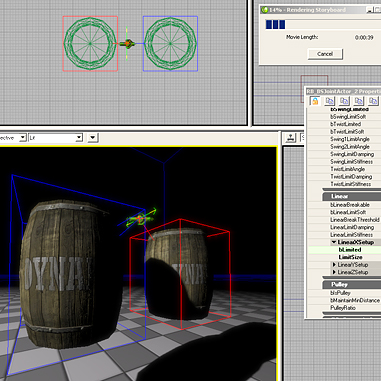 14% - Rendering Storyboard
Movie Length:
0:00:39
Cancel
RB_BSJointActor_2 Properti
bSwingLimited
bSwingLimitSoft
bTwistLimited
bTwistLimitSoft
Swing1LimitAngle
Swing2LimitAngle
SwingLimitDamping
SwingLimitStiffness
TwistLimitAngle
TwistLimitDamping
TwistLimitStiffness
Linear
bLinearBreakable
bLinearLimitSoft
LinearBreakThreshold
LinearLimitDamping
LinearLimitStiffness
LinearXSetup
bLimited
LimitSize
LinearYSetup
LinearZSetup
Pulley
bIsPulley
bMaintainMinDistance
PulleyRatio
ective
Lit